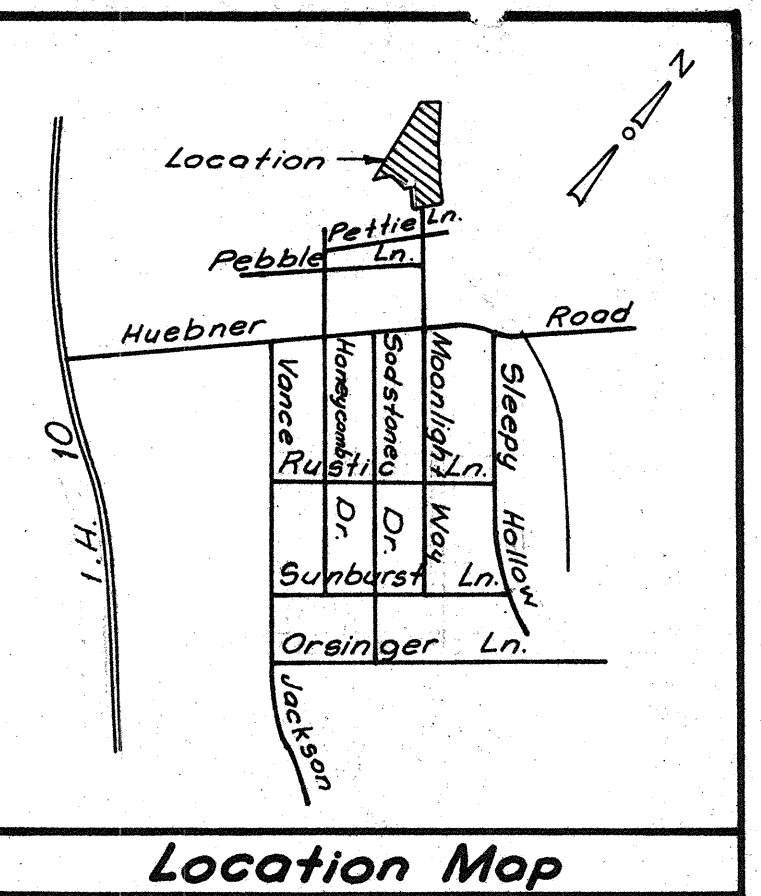 N
Location
Pettie Ln.
Pebble Ln.
Huebner Road
Vance
Honeycomb Dr.
Sodstone Dr.
Moonlight Way
Sleepy Hollow
Rustic Ln.
I.H. 10
Sunburst Ln.
Orsinger Ln.
Jackson
Location Map